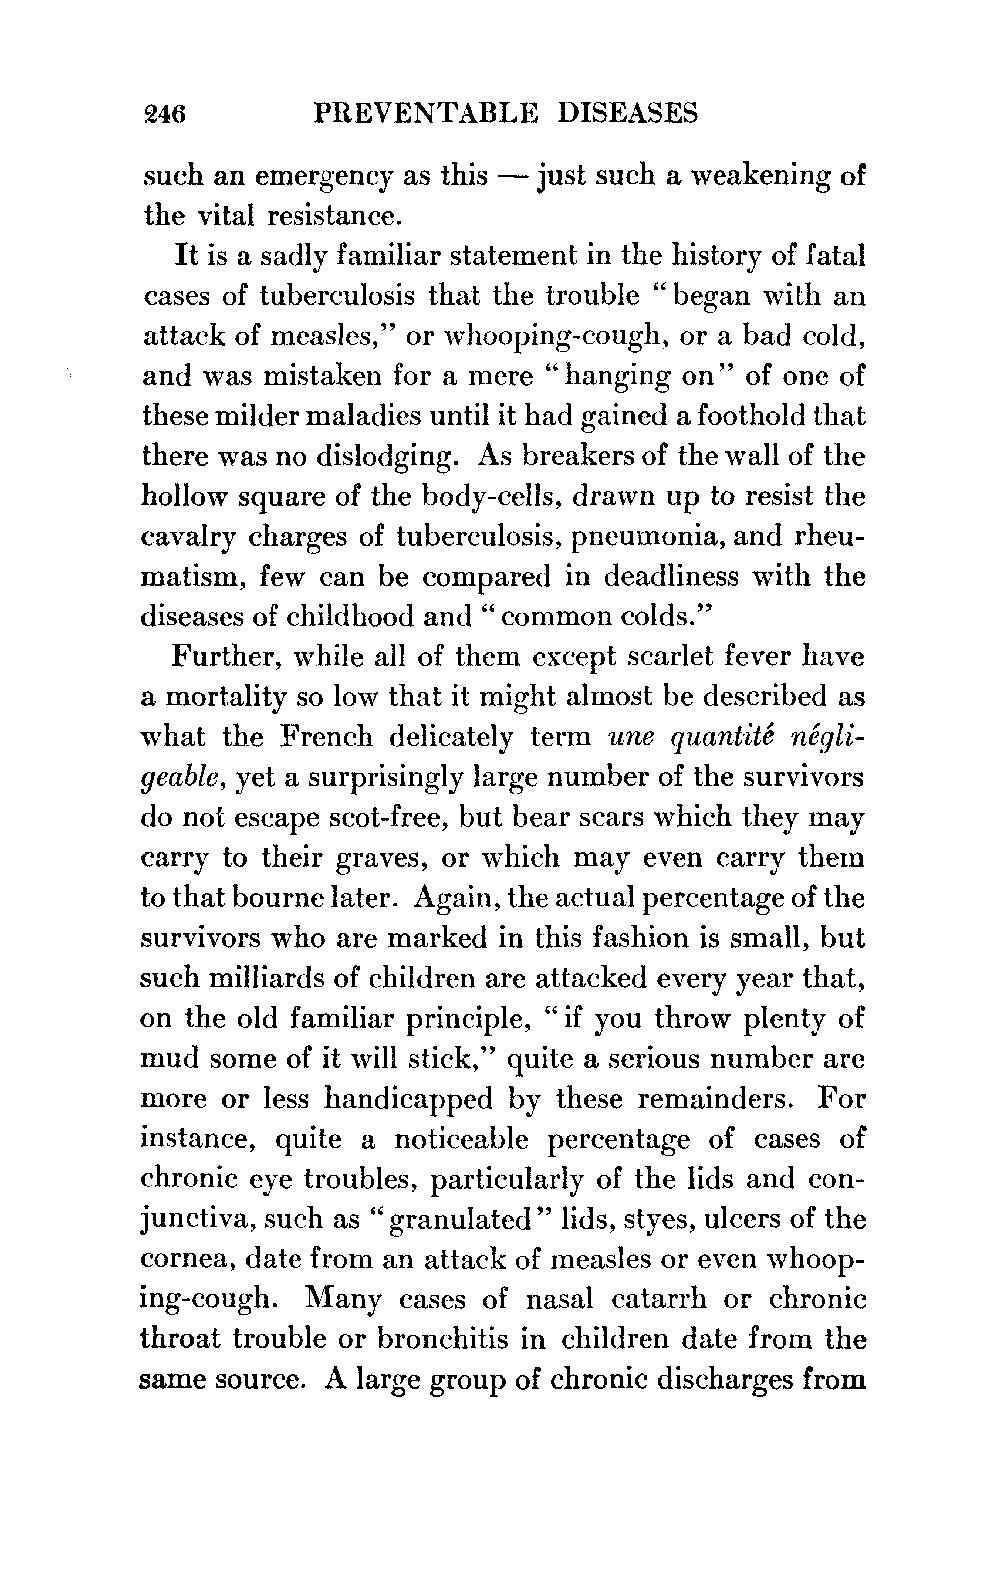 246 PREVENTABLE DISEASES
such an emergency as this — just such a weakening of
the vital resistance.
It is a sadly familiar statement in the history of fatal
cases of tuberculosis that the trouble “began with an
attack of measles,” or whooping-cough, or a bad cold,
and was mistaken for a mere “hanging on” of one of
these milder maladies until it had gained a foothold that
there was no dislodging. As breakers of the wall of the
hollow square of the body-cells, drawn up to resist the
cavalry charges of tuberculosis, pneumonia, and rheu-
matism, few can be compared in deadliness with the
diseases of childhood and “common colds.”
Further, while all of them except scarlet fever have
a mortality so low that it might almost be described as
what the French delicately term une quantité négli-
geable, yet a surprisingly large number of the survivors
do not escape scot-free, but bear scars which they may
carry to their graves, or which may even carry them
to that bourne later. Again, the actual percentage of the
survivors who are marked in this fashion is small, but
such milliards of children are attacked every year that,
on the old familiar principle, “if you throw plenty of
mud some of it will stick,” quite a serious number are
more or less handicapped by these remainders. For
instance, quite a noticeable percentage of cases of
chronic eye troubles, particularly of the lids and con-
junctiva, such as “granulated” lids, styes, ulcers of the
cornea, date from an attack of measles or even whoop-
ing-cough. Many cases of nasal catarrh or chronic
throat trouble or bronchitis in children date from the
same source. A large group of chronic discharges from